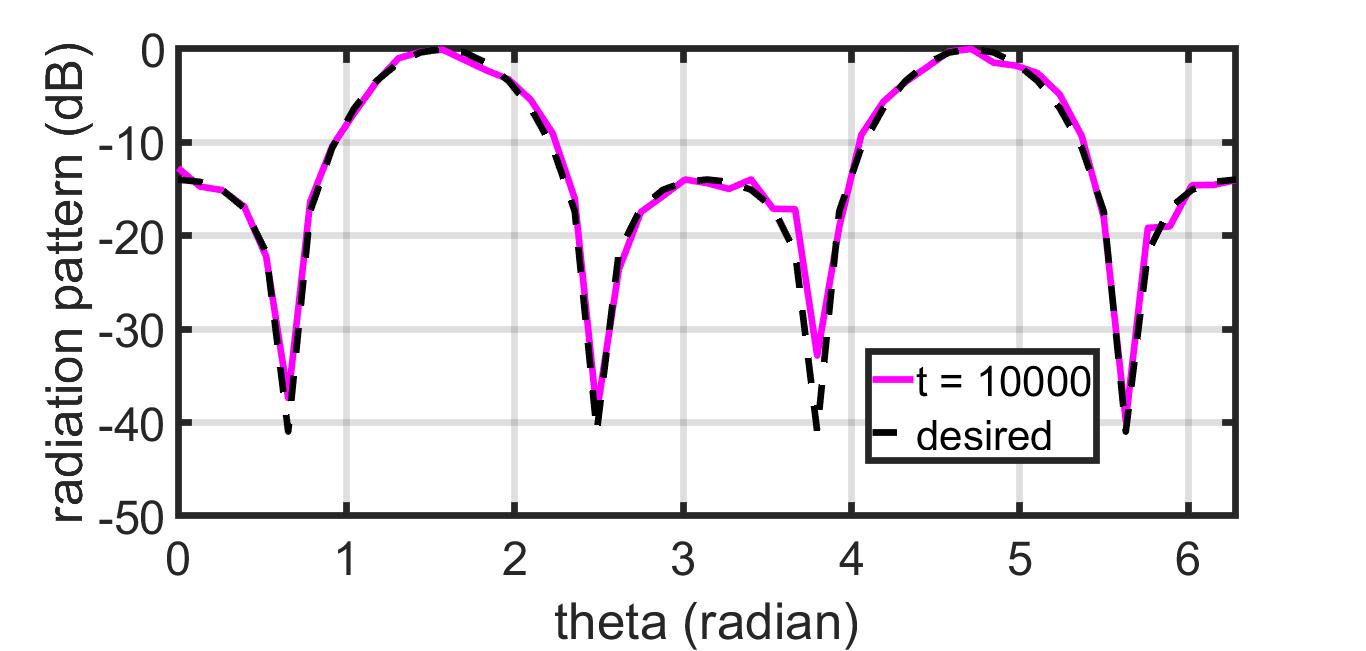 radiation pattern (dB)
0
-10
-20
-30
-40
-50
t = 10000
desired
0 1 2 3 4 5 6
theta (radian)